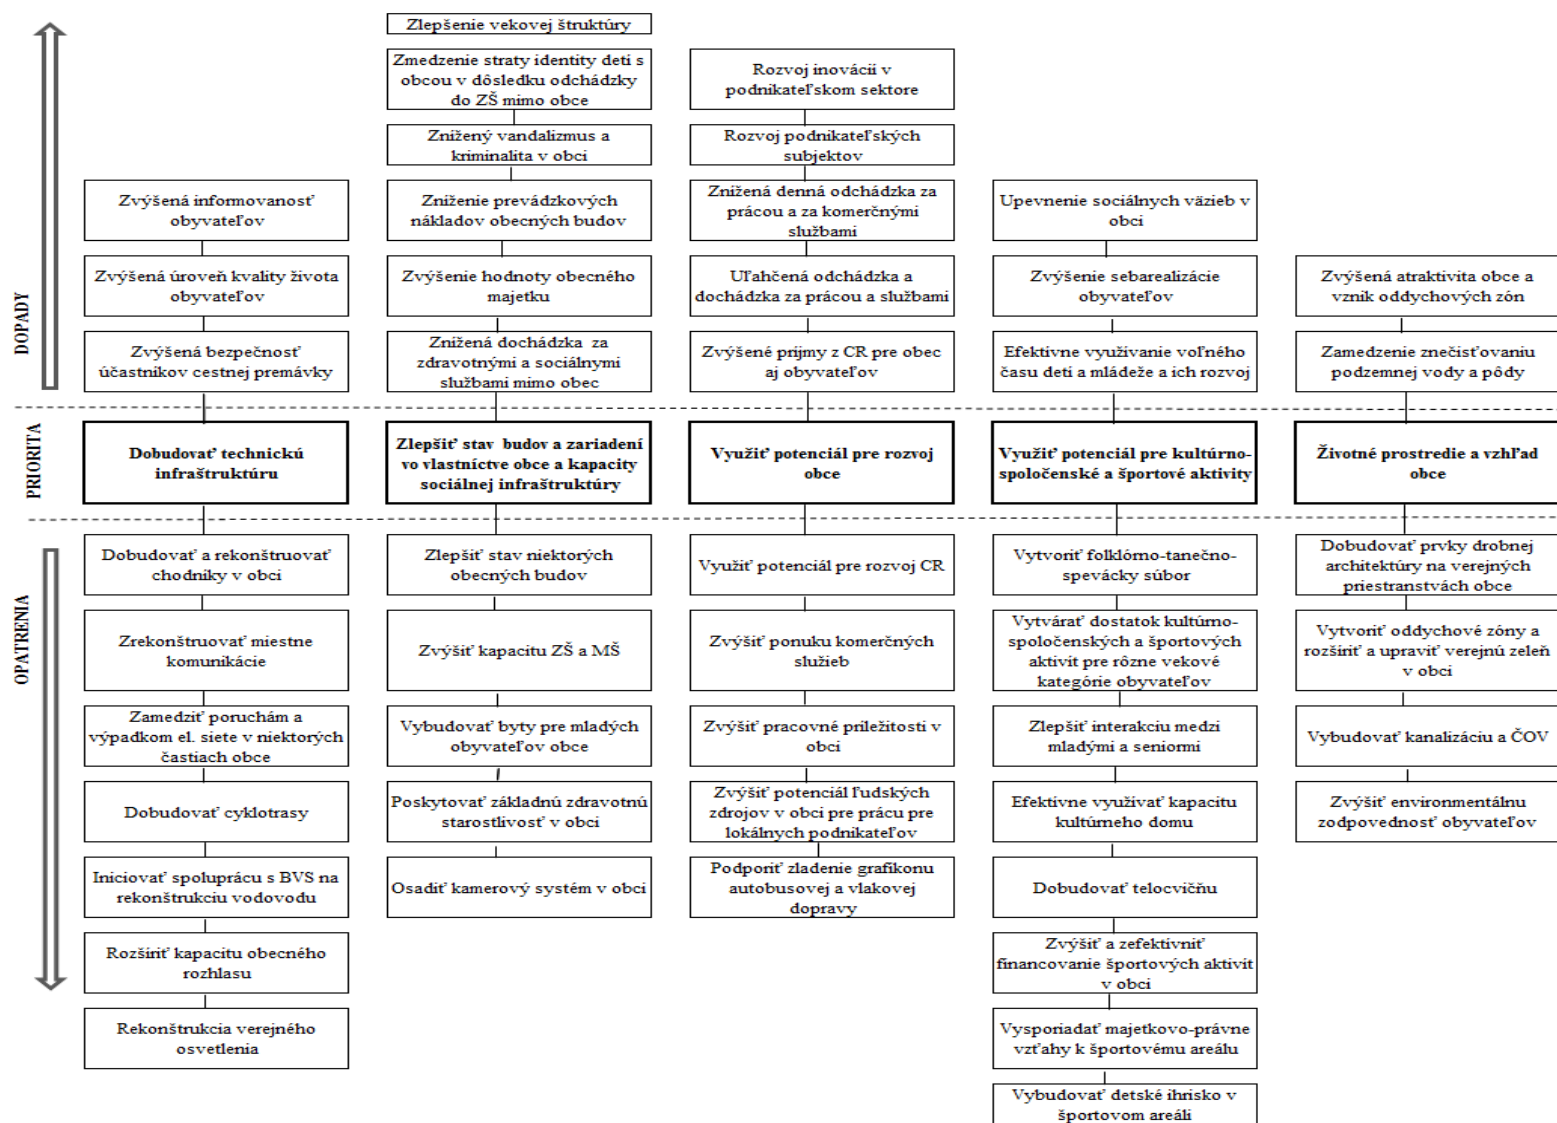 DOPADY
Zvýšená informovanosť
obyvateľov
Zvýšená úroveň kvality života
obyvateľov
Zvýšená bezpečnosť
účastníkov cestnej premávky
Zlepšenie vekovej štruktúry
Zmedzenie straty identity detí s
obcou v dôsledku odchádzky
do ZŠ mimo obce
Znížený vandalizmus a
kriminalita v obci
Zníženie prevádzkových
nákladov obecných budov
Zvýšenie hodnoty obecného
majetku
Znížená dochádzka za
zdravotnými a sociálnymi
službami mimo obec
Rozvoj inovácií v
podnikateľskom sektore
Rozvoj podnikateľských
subjektov
Znížená denná odchádzka za
prácou a za komerčnými
službami
Uľahčená odchádzka a
dochádzka za prácou a službami
Zvýšené príjmy z CR pre obec
aj obyvateľov
Upevnenie sociálnych väzieb v
obci
Zvýšenie sebarealizácie
obyvateľov
Efektívne využívanie voľného
času detí a mládeže a ich rozvoj
Zvýšená atraktivita obce a
vznik oddychových zón
Zamedzenie znečisťovaniu
podzemnej vody a pôdy
PRIORITA
Dobudovať technickú
infraštruktúru
Zlepšiť stav budov a zariadení
vo vlastníctve obce a kapacity
sociálnej infraštruktúry
Využiť potenciál pre rozvoj
obce
Využiť potenciál pre kultúrno-
spoločenské a športové aktivity
Životné prostredie a vzhľad
obce
OPATRENIA
Dobudovať a rekonštruovať
chodníky v obci
Zrekonštruovať miestne
komunikácie
Zamedziť poruchám a
výpadkom el. siete v niektorých
častiach obce
Dobudovať cyklotrasy
Iniciovať spoluprácu s BVS na
rekonštrukciu vodovodu
Rozšíriť kapacitu obecného
rozhlasu
Rekonštrukcia verejného
osvetlenia
Zlepšiť stav niektorých
obecných budov
Zvýšiť kapacitu ZŠ a MŠ
Vybudovať byty pre mladých
obyvateľov obce
Poskytovať základnú zdravotnú
starostlivosť v obci
Osadiť kamerový systém v obci
Využiť potenciál pre rozvoj CR
Zvýšiť ponuku komerčných
služieb
Zvýšiť pracovné príležitosti v
obci
Zvýšiť potenciál ľudských
zdrojov v obci pre prácu pre
lokálnych podnikateľov
Podporiť zladenie grafikonu
autobusovej a vlakovej
dopravy
Vytvoriť folklórno-tanečno-
spevácky súbor
Vytvárať dostatok kultúrno-
spoločenských a športových
aktivít pre rôzne vekové
kategórie obyvateľov
Zlepšiť interakciu medzi
mladými a seniormi
Efektívne využívať kapacitu
kultúrneho domu
Dobudovať telocvičňu
Zvýšiť a zefektívniť
financovanie športových aktivít
v obci
Vysporiadať majetkovo-právne
vzťahy k športovému areálu
Vybudovať detské ihrisko v
športovom areáli
Dobudovať prvky drobnej
architektúry na verejných
priestranstvách obce
Vytvoriť oddychové zóny a
rozšíriť a upraviť verejnú zeleň
v obci
Vybudovať kanalizáciu a ČOV
Zvýšiť environmentálnu
zodpovednosť obyvateľov